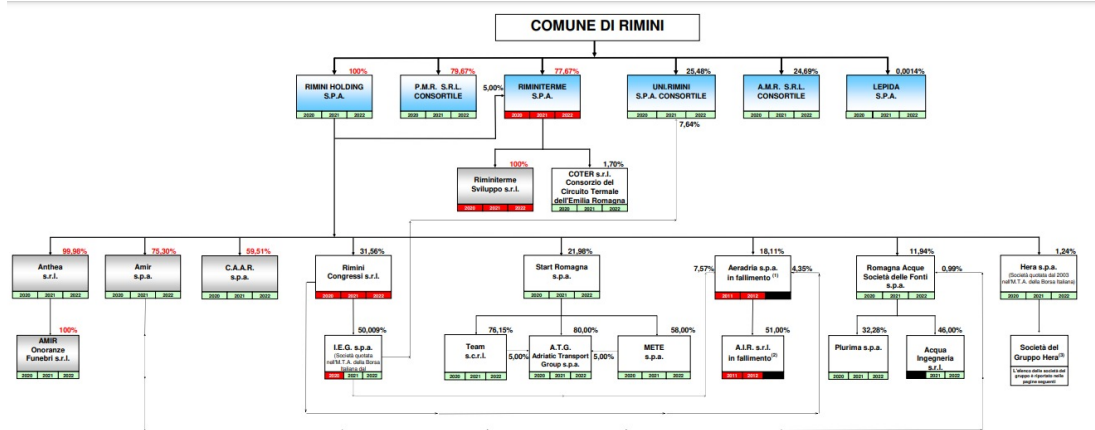 COMUNE DI RIMINI
100%
RIMINI HOLDING
S.P.A.
2020 2021 2022
79,67%
P.M.R. S.R.L.
CONSORTILE
2020 2021 2022
5,00%
77,67%
RIMINITERME
S.P.A.
2020 2021 2022
25,48%
UNI.RIMINI
S.P.A. CONSORTILE
2020 2021 2022
7,64%
24,69%
A.M.R. S.R.L.
CONSORTILE
2020 2021 2022
0,0014%
LEPIDA
S.P.A.
2020 2021 2022
100%
Riminiterme
Sviluppo s.r.l.
2020 2021 2022
1,70%
COTER s.r.l.
Consorzio del
Circuito Termale
dell'Emilia Romagna
2020 2021 2022
99,98%
Anthea
s.r.l.
2020 2021 2022
75,30%
Amir
s.p.a.
2020 2021 2022
59,51%
C.A.A.R.
s.p.a.
2020 2021 2022
31,56%
Rimini
Congressi s.r.l.
2020 2021 2022
21,98%
Start Romagna
s.p.a.
2020 2021 2022
18,11%
7,57%
Aeradria s.p.a.
in fallimento (1)
4,35%
2011 2012
11,94%
Romagna Acque
Società delle Fonti
s.p.a.
0,99%
2020 2021 2022
1,24%
Hera s.p.a.
(Società quotata dal 2003
nell'M.T.A. della Borsa Italiana)
2020 2021 2022
100%
AMIR
Onoranze
Funebri s.r.l.
2020 2021 2022
50,009%
I.E.G. s.p.a.
(Società quotata
nell'M.T.A. della Borsa
Italiana dal
2020 2021 2022
76,15%
Team
s.c.r.l.
2020 2021 2022
5,00%
80,00%
A.T.G.
Adriatic Transport
Group s.p.a.
2020 2021 2022
5,00%
58,00%
METE
s.p.a.
2020 2021 2022
51,00%
A.I.R. s.r.l.
in fallimento(2)
2011 2012
32,28%
Plurima s.p.a.
2020 2021 2022
46,00%
Acqua
Ingegneria
s.r.l.
2021 2022
Società del
Gruppo Hera(3)
L'elenco delle società del
gruppo è riportato nelle
pagine seguenti